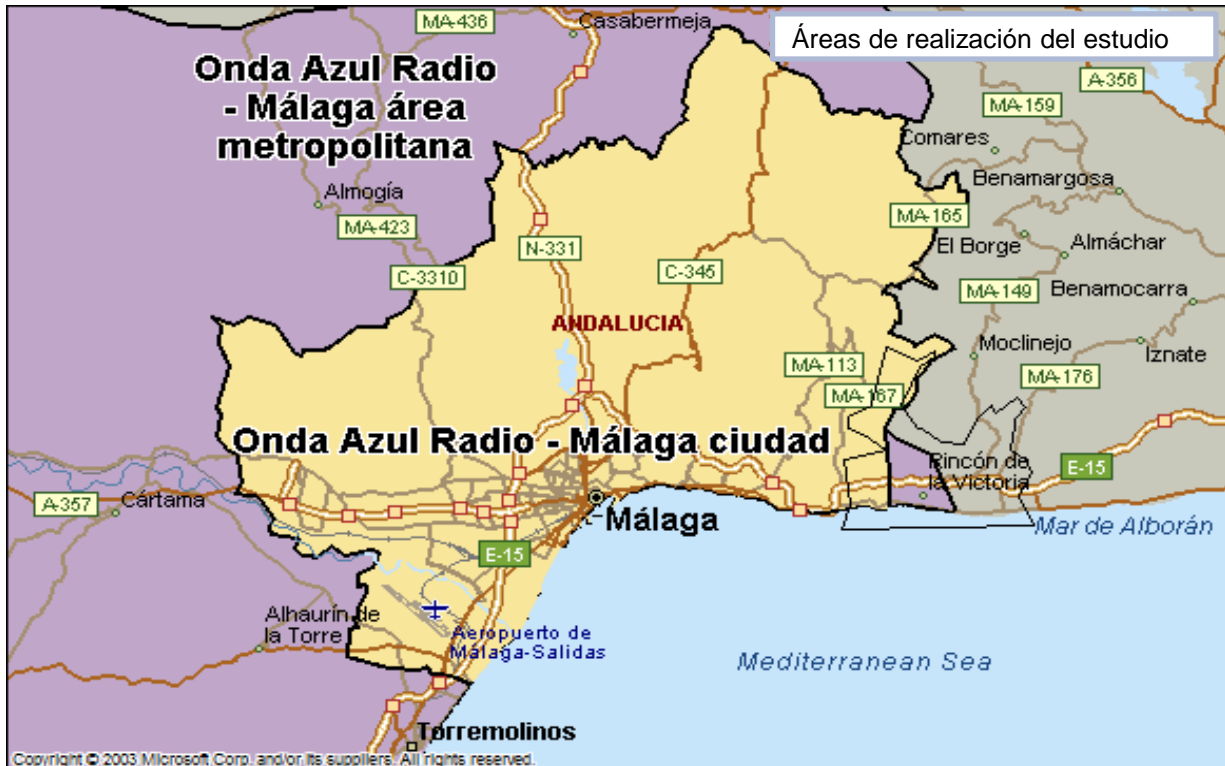 Áreas de realización del estudio
MA-436
Casabermeja
Onda Azul Radio
- Málaga área
metropolitana
A-356
MA-159
Comares
Benamargosa
Almogía
MA-423
MA-165
El Borge
Almáchar
N-331
C-3310
C-345
MA-149
Benamocarra
ANDALUCIA
Moclinejo
Iznate
MA-113
MA-176
MA-167
Onda Azul Radio - Málaga ciudad
Rincón de
la Victoria
E-15
A-357
Cártama
Málaga
Mar de Alborán
E-15
Alhaurín de
la Torre
Aeropuerto de
Málaga-Salidas
Mediterranean Sea
Torremolinos
Copyright © 2003 Microsoft Corp. and/or its suppliers. All rights reserved.